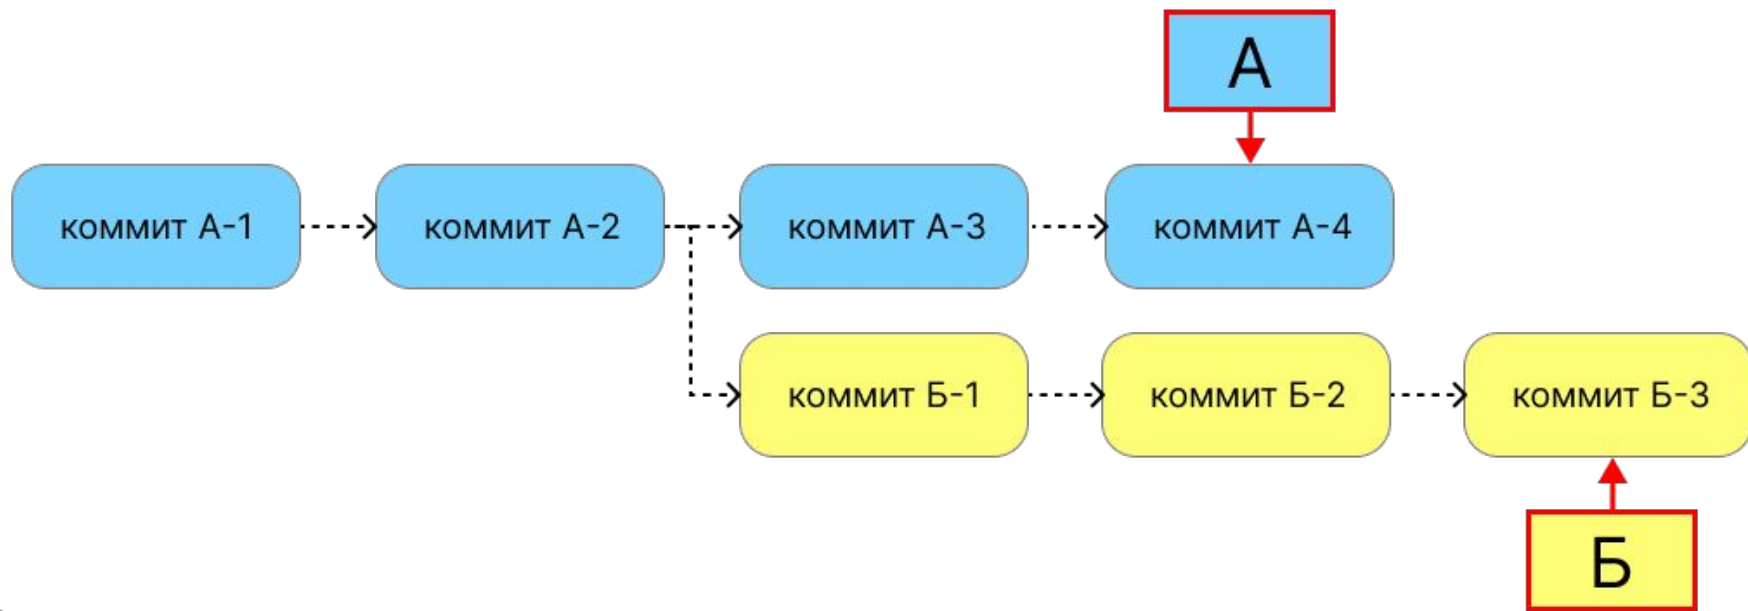 А
коммит А-1
коммит А-2
коммит А-3
коммит А-4
коммит Б-1
коммит Б-2
коммит Б-3
Б